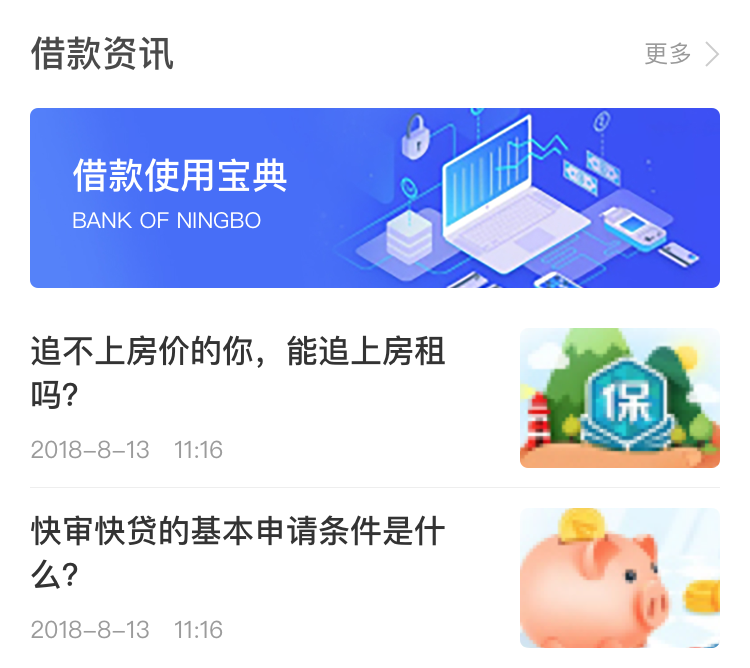 借款资讯
更多
借款使用宝典
BANK OF NINGBO
追不上房价的你，能追上房租
吗?
保
2018-8-13 11:16
快审快贷的基本申请条件是什
么?
2018-8-13 11:16